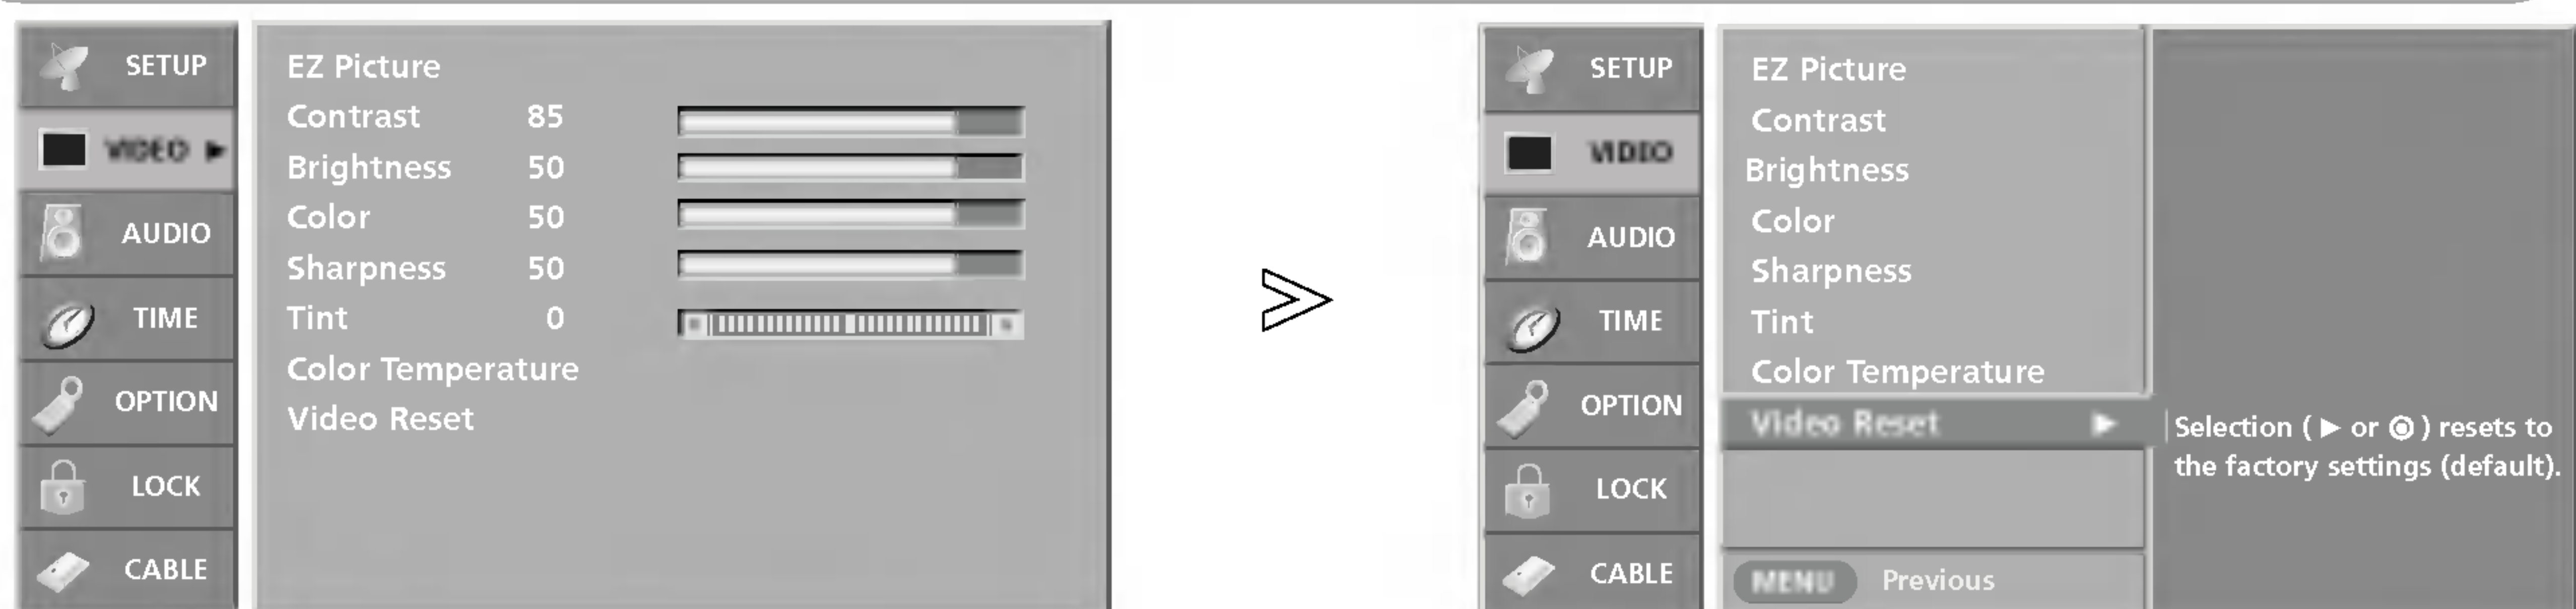 SETUP
VIDEO ▶
AUDIO
TIME
OPTION
LOCK
CABLE
EZ Picture
Contrast 85
Brightness 50
Color 50
Sharpness 50
Tint 0
Color Temperature
Video Reset
SETUP
VIDEO
AUDIO
TIME
OPTION
LOCK
CABLE
EZ Picture
Contrast
Brightness
Color
Sharpness
Tint
Color Temperature
Video Reset ▶
Selection ( ▶ or ◎ ) resets to
the factory settings (default).
MENU Previous